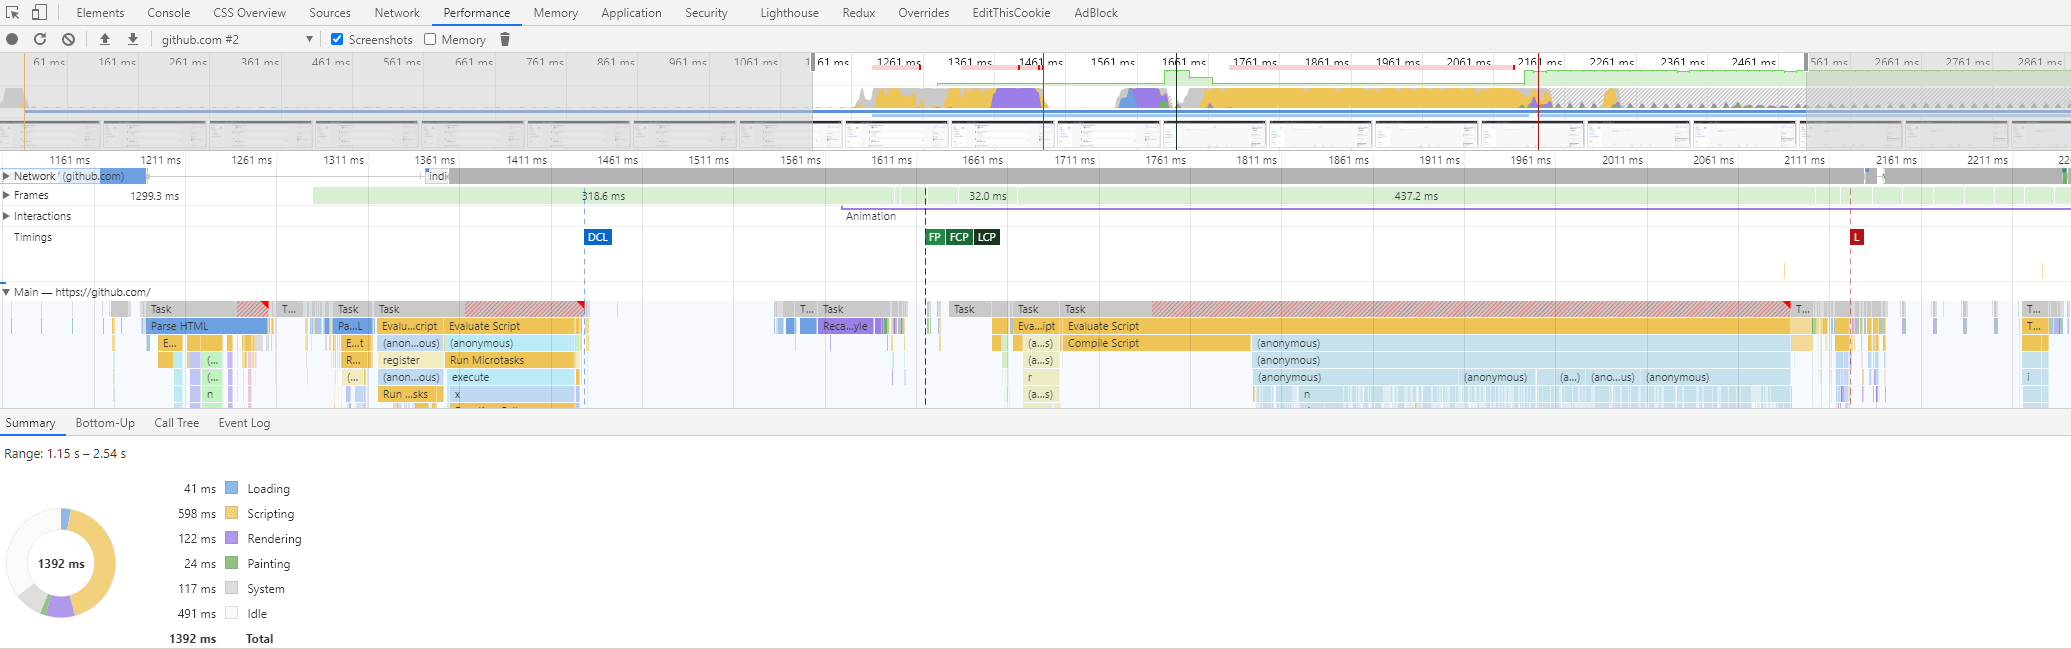 Elements Console CSS Overview Sources Network Performance Memory Application Security Lighthouse Redux Overrides EditThisCookie AdBlock
github.com #2 Screenshots Memory
61 ms 161 ms 261 ms 361 ms 461 ms 561 ms 661 ms 761 ms 861 ms 961 ms 1061 ms 1 61 ms 1261 ms 1361 ms 1461 ms 1561 ms 1661 ms 1761 ms 1861 ms 1961 ms 2061 ms 2161 ms 2261 ms 2361 ms 2461 ms 561 ms 2661 ms 2761 ms 2861 ms
1161 ms 1211 ms 1261 ms 1311 ms 1361 ms 1411 ms 1461 ms 1511 ms 1561 ms 1611 ms 1661 ms 1711 ms 1761 ms 1811 ms 1861 ms 1911 ms 1961 ms 2011 ms 2061 ms 2111 ms 2161 ms 2211 ms 22
Network (github.com) indi
Frames 1299.3 ms 318.6 ms 32.0 ms 437.2 ms
Interactions Animation
Timings DCL FP FCP LCP L
Main — https://github.com/
Task T... Task Task T... Task Task Task Task T... T...
Parse HTML Pa...L Evalu...cript Evaluate Script Reca...yle Eva...ipt Evaluate Script T...
E... E...t (anon...ous) (anonymous) (a...s) Compile Script (anonymous)
(... R... register Run Microtasks (a...s) (anonymous)
(... (... (anon...ous) execute r (anonymous) (anonymous) (a...) (ano...us) (anonymous) i
n Run ...sks x (a...s) n
Summary Bottom-Up Call Tree Event Log
Range: 1.15 s – 2.54 s
41 ms Loading
598 ms Scripting
122 ms Rendering
1392 ms
24 ms Painting
117 ms System
491 ms Idle
1392 ms Total